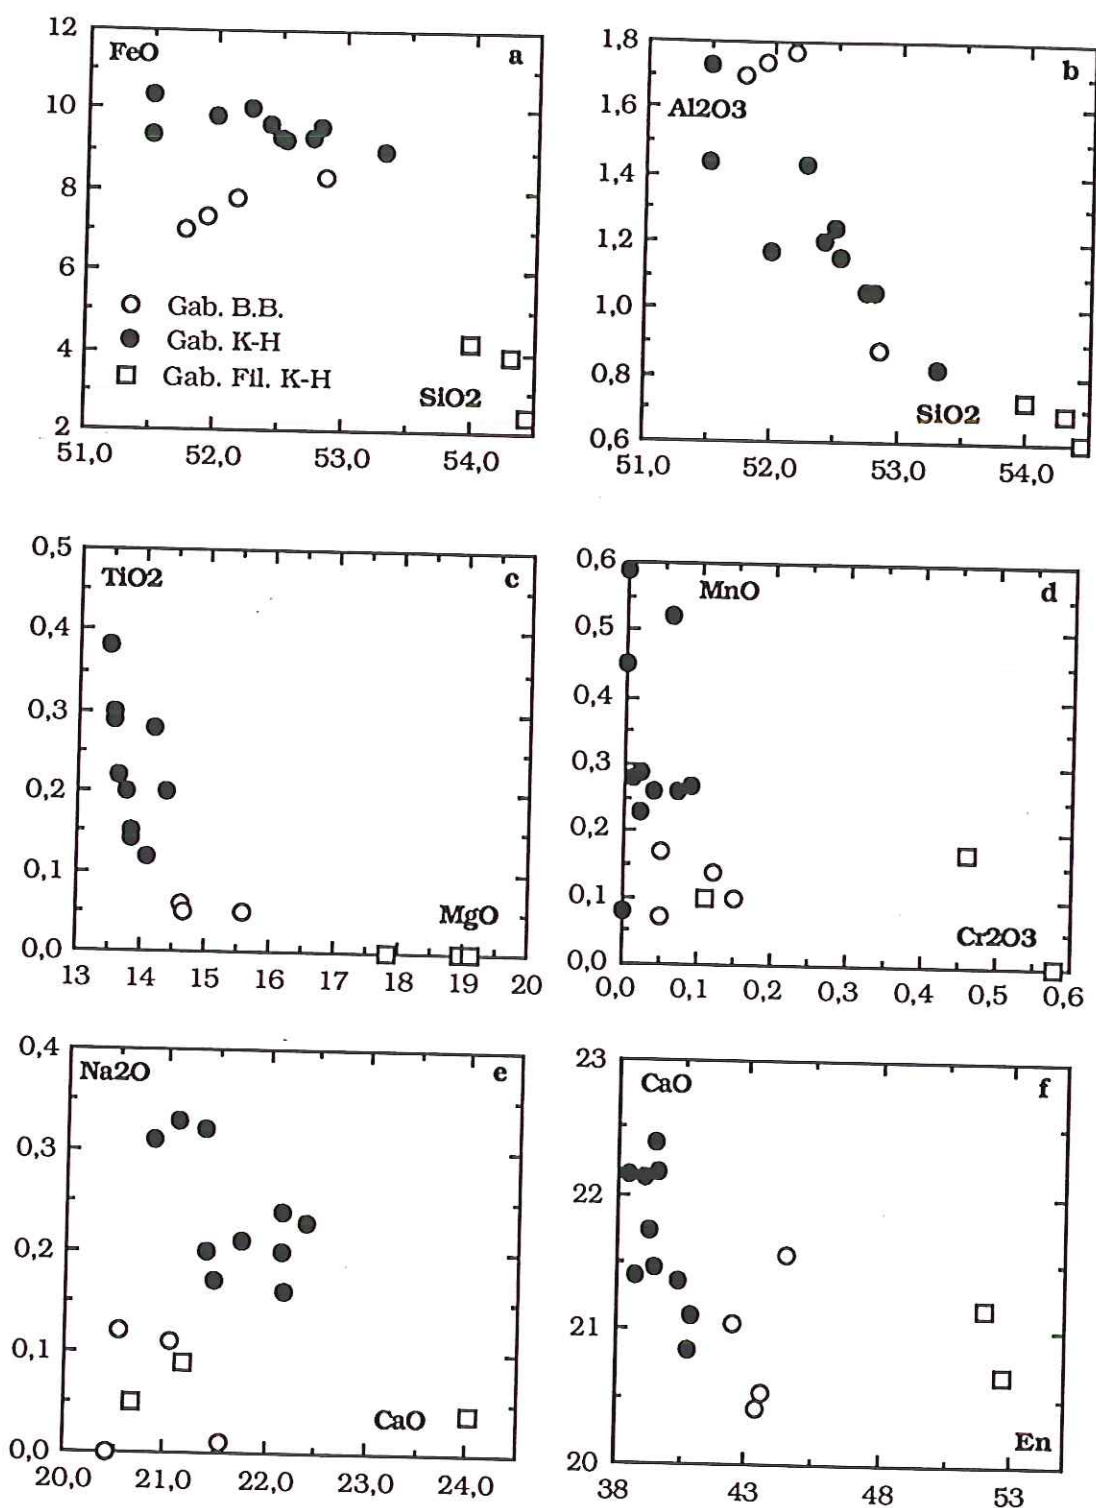 12
FeO
a
10
8
6
Gab. B.B.
Gab. K-H
4
Gab. Fil. K-H
SiO2
2
51,0 52,0 53,0 54,0
1,8
b
Al2O3
1,6
1,4
1,2
1,0
0,8
SiO2
0,6
51,0 52,0 53,0 54,0
0,5
TiO2
c
0,4
0,3
0,2
0,1
MgO
0,0
13 14 15 16 17 18 19 20
0,6
MnO
d
0,5
0,4
0,3
0,2
0,1
Cr2O3
0,0
0,0 0,1 0,2 0,3 0,4 0,5 0,6
0,4
Na2O
e
0,3
0,2
0,1
CaO
0,0
20,0 21,0 22,0 23,0 24,0
23
CaO
f
22
21
En
20
38 43 48 53